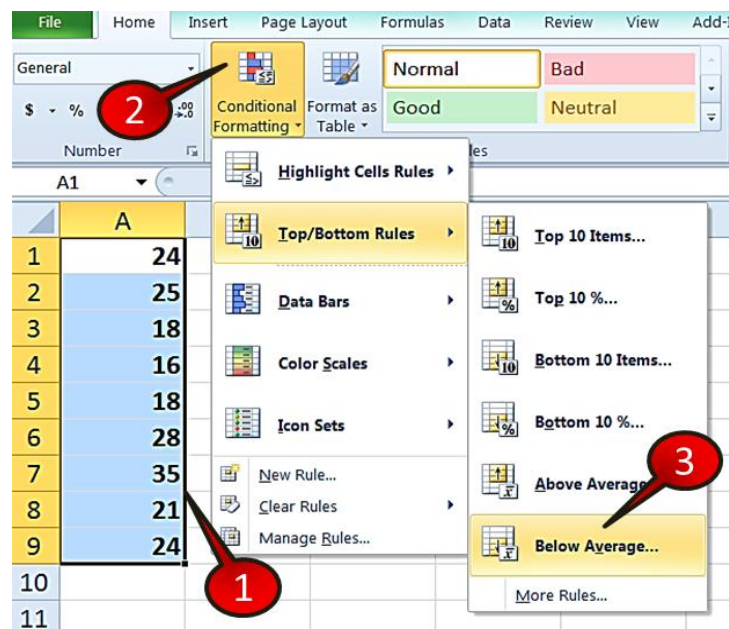 File Home Insert Page Layout Formulas Data Review View Add-I
General
Normal Bad
$ % .00 →.0
Conditional Formatting
Format as Table
Good Neutral
Number
les
A1
A
1 24
2 25
3 18
4 16
5 18
6 28
7 35
8 21
9 24
10
11
Highlight Cells Rules
Top/Bottom Rules
Data Bars
Color Scales
Icon Sets
New Rule...
Clear Rules
Manage Rules...
Top 10 Items...
Top 10 %...
Bottom 10 Items...
Bottom 10 %...
Above Average
Below Average...
More Rules...
2
3
1